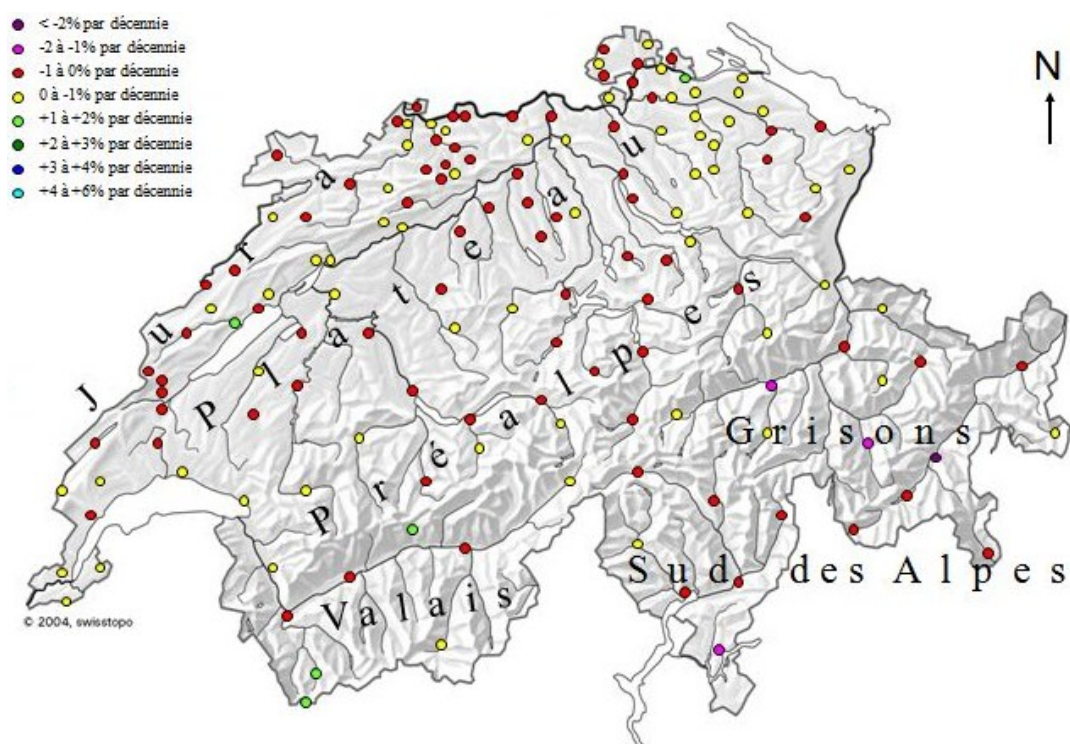 < -2% par décennie
-2 à -1% par décennie
-1 à 0% par décennie
0 à -1% par décennie
+1 à +2% par décennie
+2 à +3% par décennie
+3 à +4% par décennie
+4 à +6% par décennie
N
Jura
Plateau
Préalpes
Grisons
Valais
Sud des Alpes
© 2004, swisstopo